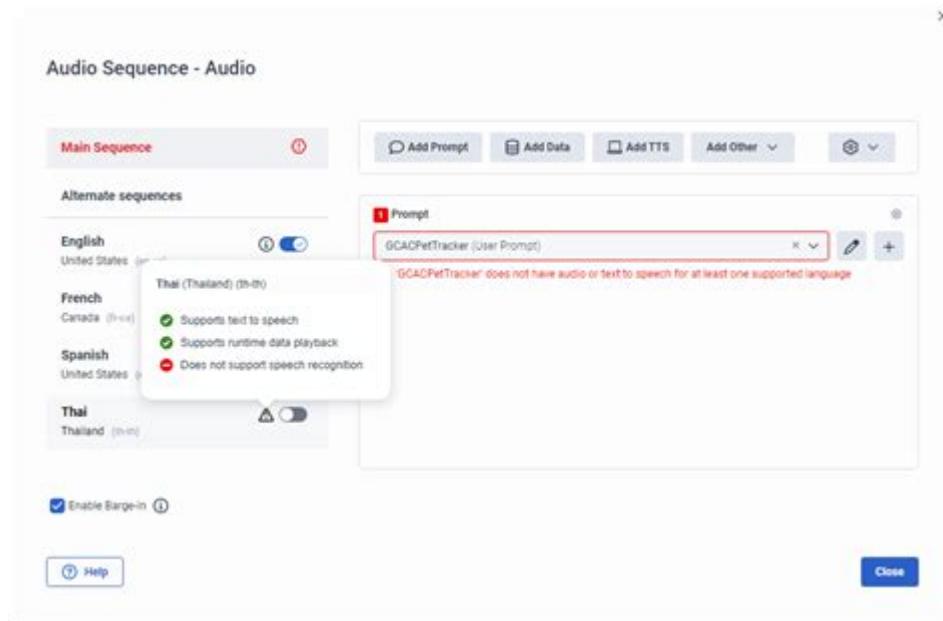 Audio Sequence - Audio
Main Sequence
Add Prompt
Add Data
Add TTS
Add Other
Alternate sequences
1 Prompt
English
United States
GCACPetTracker (User Prompt)
'GCACPetTracker' does not have audio or text to speech for at least one supported language
Thai (Thailand) (th-th)
Supports text to speech
Supports runtime data playback
Does not support speech recognition
French
Canada (fr-ca)
Spanish
United States
Thai
Thailand (th-th)
Enable Barge-in
Help
Close